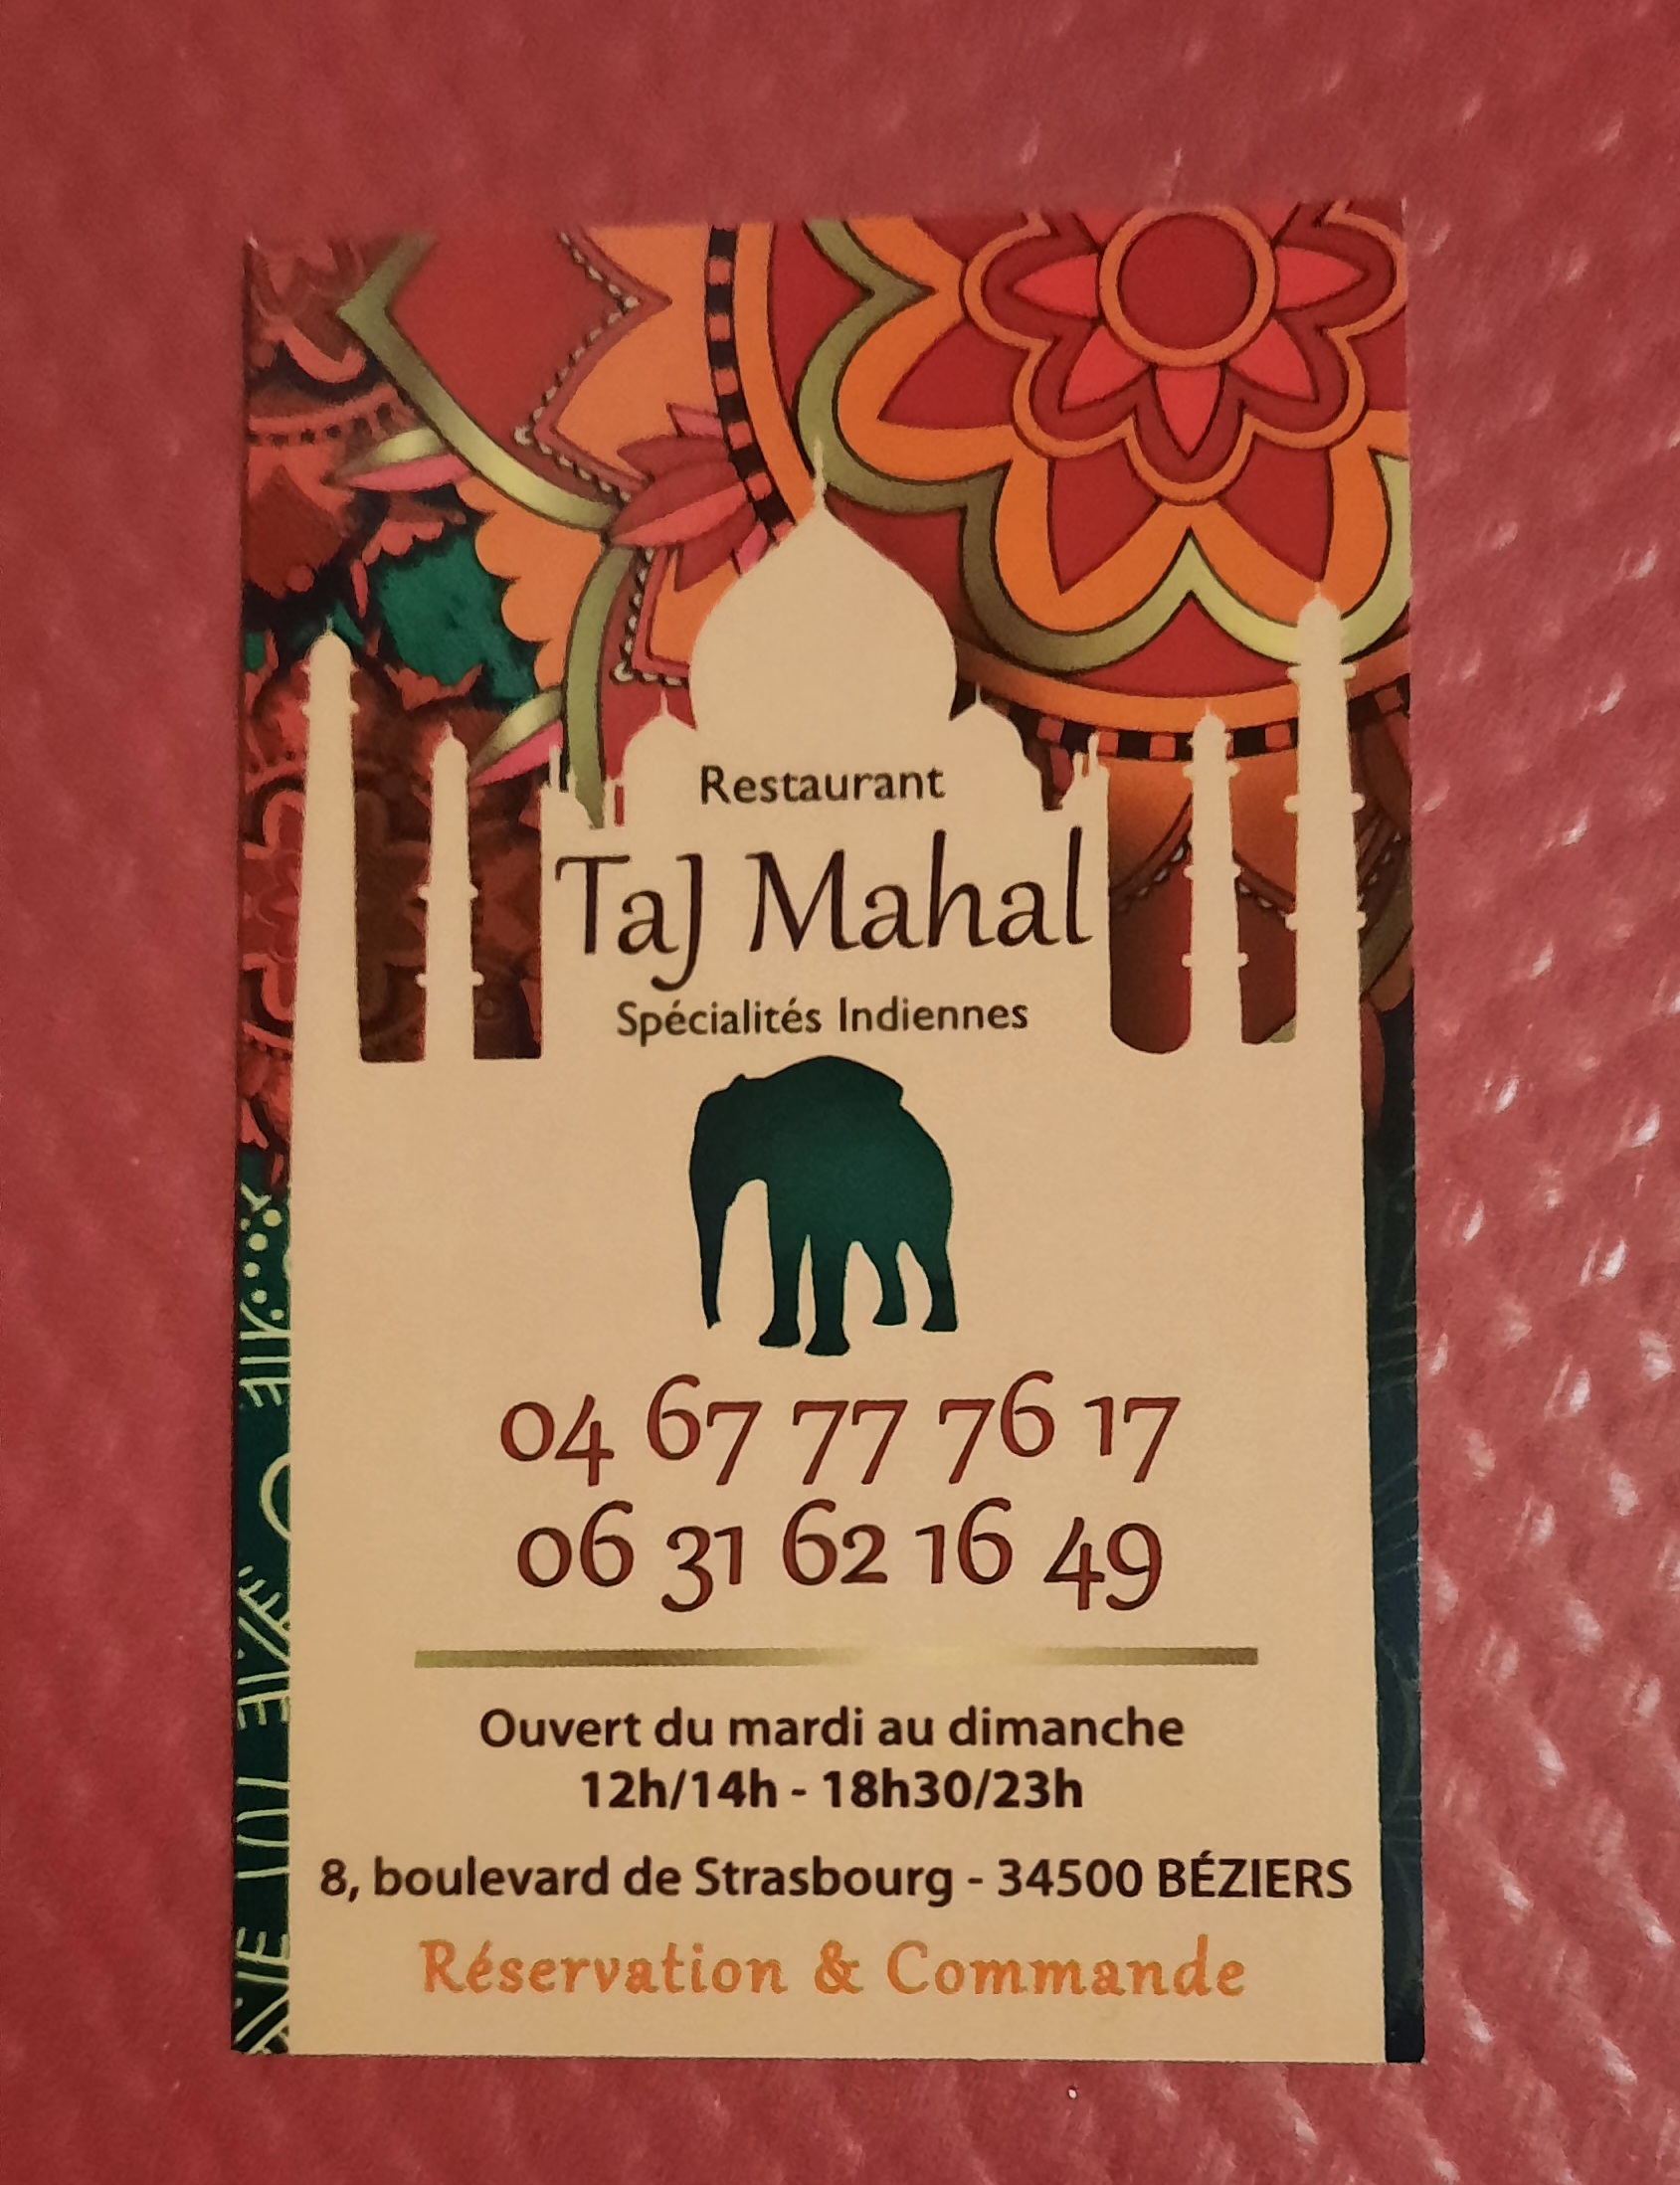 Restaurant
TaJ Mahal
Spécialités Indiennes
04 67 77 76 17
06 31 62 16 49
Ouvert du mardi au dimanche
12h/14h - 18h30/23h
8, boulevard de Strasbourg - 34500 BÉZIERS
Réservation & Commande